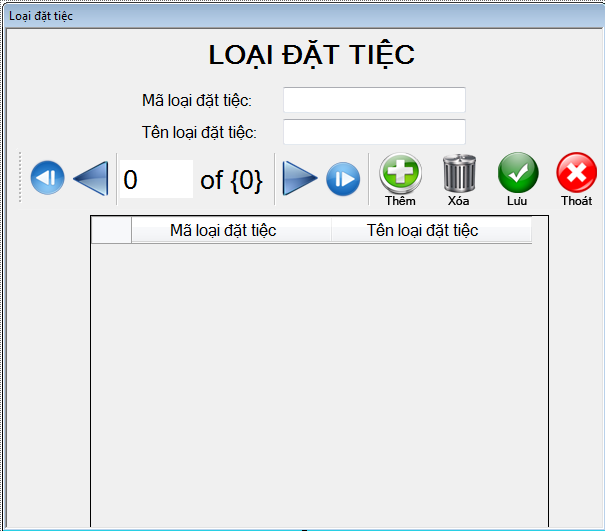 Loại đặt tiệc
LOẠI ĐẶT TIỆC
Mã loại đặt tiệc:
Tên loại đặt tiệc:
0 of {0}
Thêm Xóa Lưu Thoát
Mã loại đặt tiệc Tên loại đặt tiệc